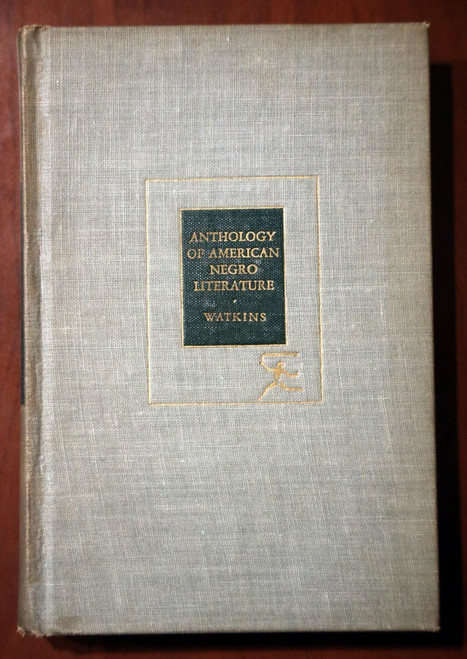 ANTHOLOGY
OF AMERICAN
NEGRO
LITERATURE
·
WATKINS